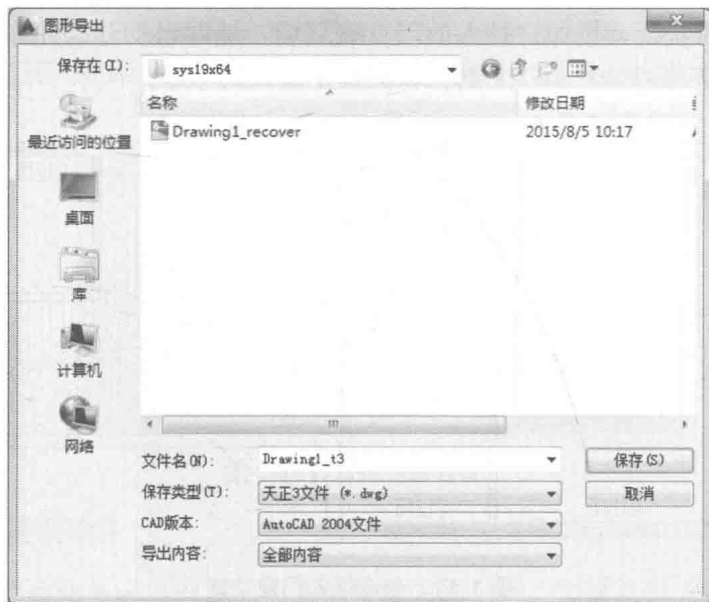 图形导出
保存在(I): sys19x64
名称 修改日期
Drawing1_recover 2015/8/5 10:17
最近访问的位置
桌面
库
计算机
网络
文件名(N): Drawing1_t3 保存(S)
保存类型(T): 天正3文件 (*.dwg) 取消
CAD版本: AutoCAD 2004文件
导出内容: 全部内容